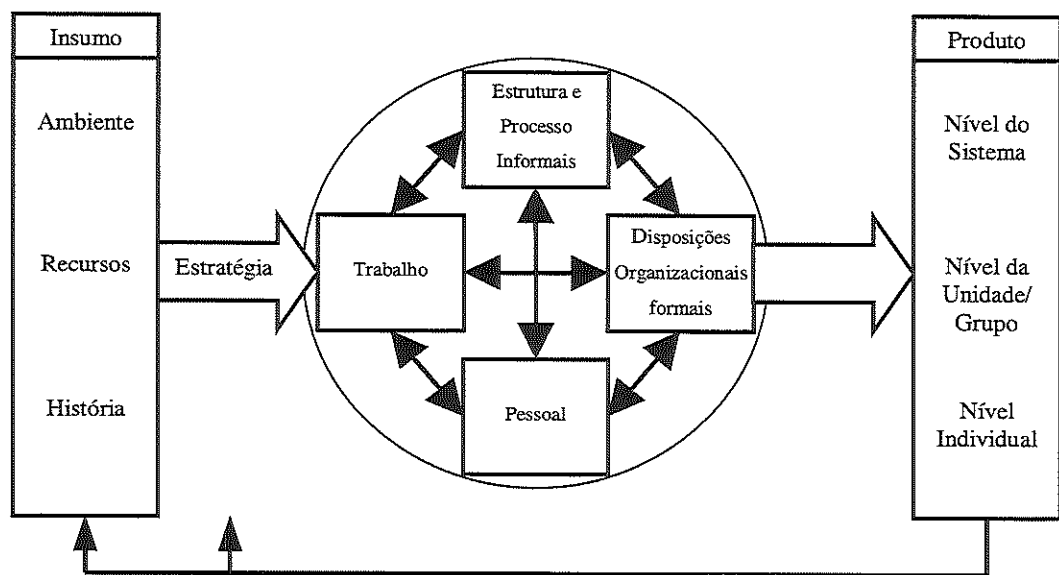 Insumo
Ambiente
Recursos
História
Estratégia
Estrutura e
Processo
Informais
Trabalho
Disposições
Organizacionais
formais
Pessoal
Produto
Nível do
Sistema
Nível da
Unidade/
Grupo
Nível
Individual